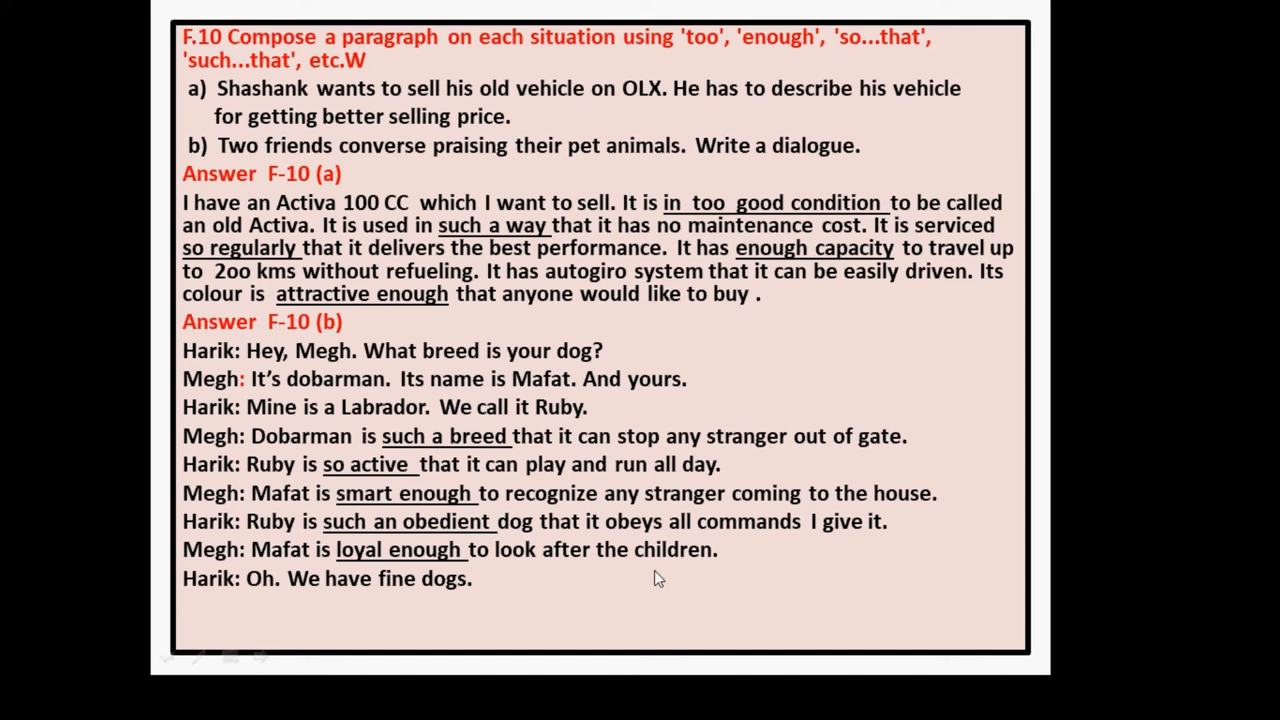 F.10 Compose a paragraph on each situation using 'too', 'enough', 'so...that',
'such...that', etc.W
a) Shashank wants to sell his old vehicle on OLX. He has to describe his vehicle
for getting better selling price.
b) Two friends converse praising their pet animals. Write a dialogue.
Answer F-10 (a)
I have an Activa 100 CC which I want to sell. It is in too good condition to be called
an old Activa. It is used in such a way that it has no maintenance cost. It is serviced
so regularly that it delivers the best performance. It has enough capacity to travel up
to 2oo kms without refueling. It has autogiro system that it can be easily driven. Its
colour is attractive enough that anyone would like to buy .
Answer F-10 (b)
Harik: Hey, Megh. What breed is your dog?
Megh: It’s dobarman. Its name is Mafat. And yours.
Harik: Mine is a Labrador. We call it Ruby.
Megh: Dobarman is such a breed that it can stop any stranger out of gate.
Harik: Ruby is so active that it can play and run all day.
Megh: Mafat is smart enough to recognize any stranger coming to the house.
Harik: Ruby is such an obedient dog that it obeys all commands I give it.
Megh: Mafat is loyal enough to look after the children.
Harik: Oh. We have fine dogs.